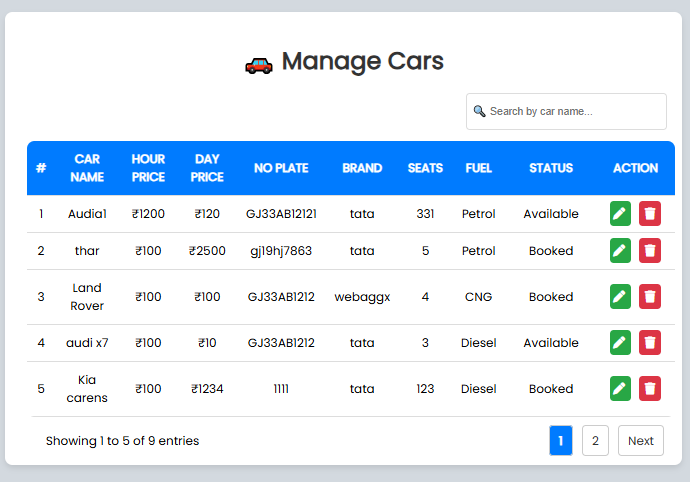 Manage Cars
Search by car name...
# CAR NAME HOUR PRICE DAY PRICE NO PLATE BRAND SEATS FUEL STATUS ACTION
1 Audia1 ₹1200 ₹120 GJ33AB12121 tata 331 Petrol Available
2 thar ₹100 ₹2500 gj19hj7863 tata 5 Petrol Booked
3 Land Rover ₹100 ₹100 GJ33AB1212 webaggx 4 CNG Booked
4 audi x7 ₹100 ₹10 GJ33AB1212 tata 3 Diesel Available
5 Kia carens ₹100 ₹1234 1111 tata 123 Diesel Booked
Showing 1 to 5 of 9 entries 1 2 Next